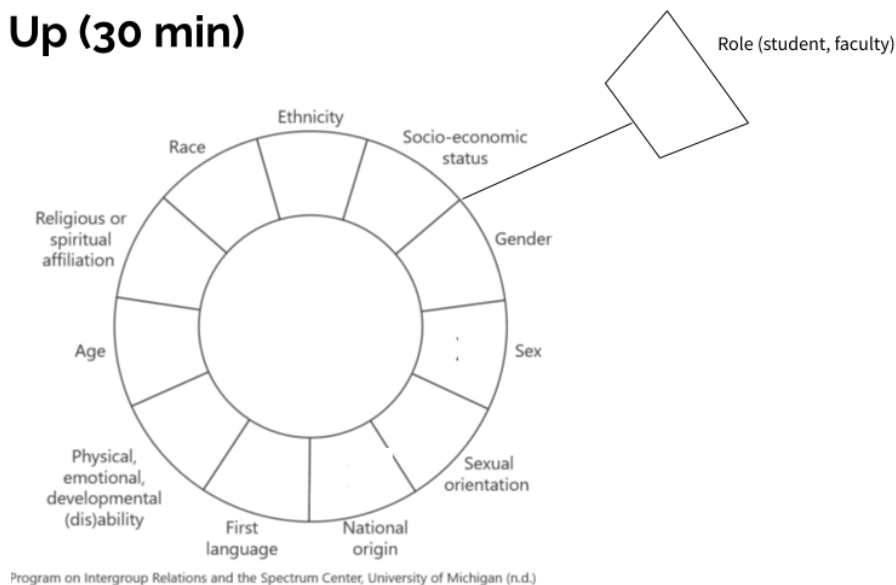 Up (30 min)
Role (student, faculty)
Ethnicity
Socio-economic
status
Race
Religious or
spiritual
affiliation
Gender
Age
Sex
Physical,
emotional,
developmental
(dis)ability
Sexual
orientation
First
language
National
origin
Program on Intergroup Relations and the Spectrum Center, University of Michigan (n.d.)